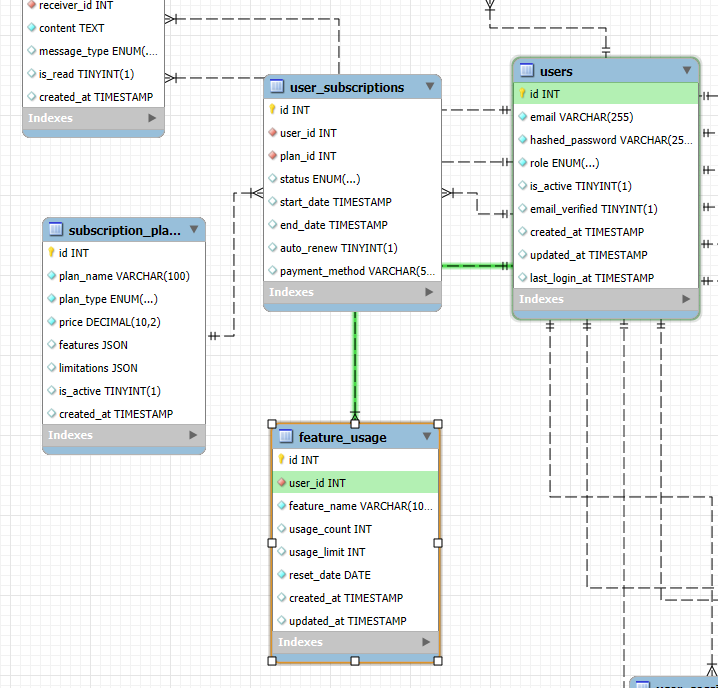 receiver_id INT
content TEXT
message_type ENUM(...
is_read TINYINT(1)
created_at TIMESTAMP
Indexes
user_subscriptions
id INT
user_id INT
plan_id INT
status ENUM(...)
start_date TIMESTAMP
end_date TIMESTAMP
auto_renew TINYINT(1)
payment_method VARCHAR(5...
Indexes
users
id INT
email VARCHAR(255)
hashed_password VARCHAR(25...
role ENUM(...)
is_active TINYINT(1)
email_verified TINYINT(1)
created_at TIMESTAMP
updated_at TIMESTAMP
last_login_at TIMESTAMP
Indexes
subscription_pla...
id INT
plan_name VARCHAR(100)
plan_type ENUM(...)
price DECIMAL(10,2)
features JSON
limitations JSON
is_active TINYINT(1)
created_at TIMESTAMP
Indexes
feature_usage
id INT
user_id INT
feature_name VARCHAR(10...
usage_count INT
usage_limit INT
reset_date DATE
created_at TIMESTAMP
updated_at TIMESTAMP
Indexes